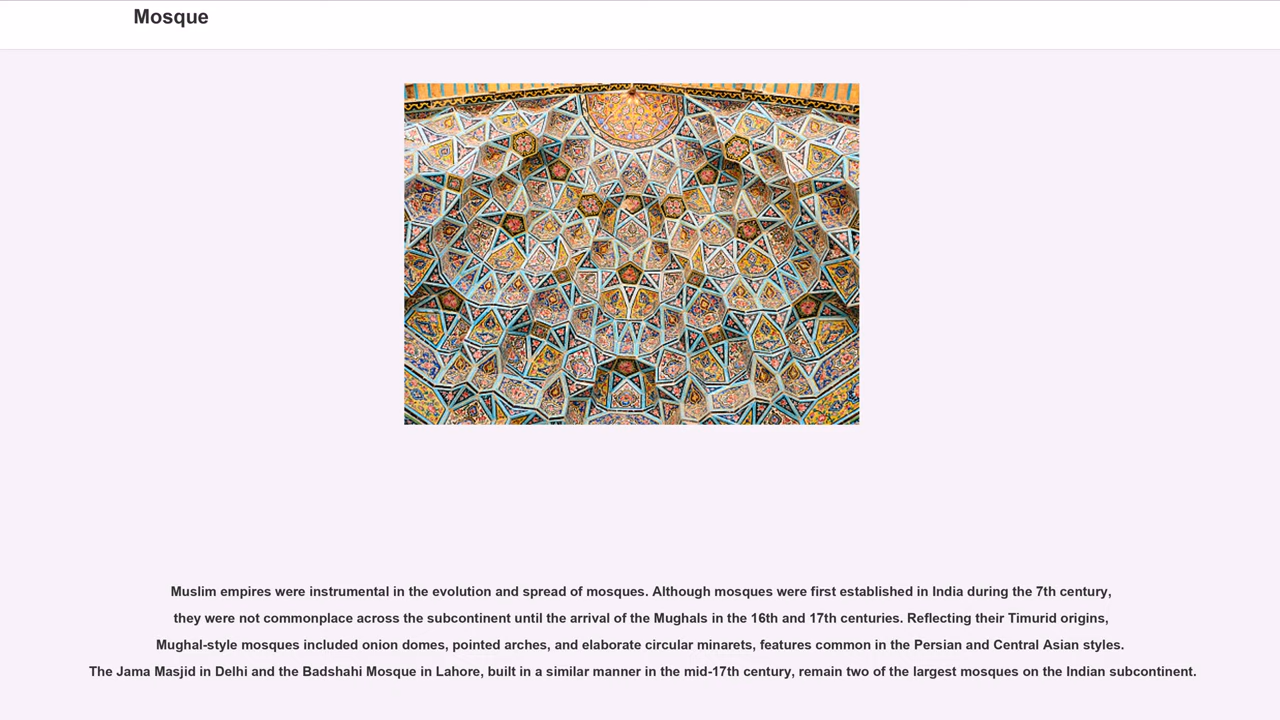 Mosque
Muslim empires were instrumental in the evolution and spread of mosques. Although mosques were first established in India during the 7th century,
they were not commonplace across the subcontinent until the arrival of the Mughals in the 16th and 17th centuries. Reflecting their Timurid origins,
Mughal-style mosques included onion domes, pointed arches, and elaborate circular minarets, features common in the Persian and Central Asian styles.
The Jama Masjid in Delhi and the Badshahi Mosque in Lahore, built in a similar manner in the mid-17th century, remain two of the largest mosques on the Indian subcontinent.